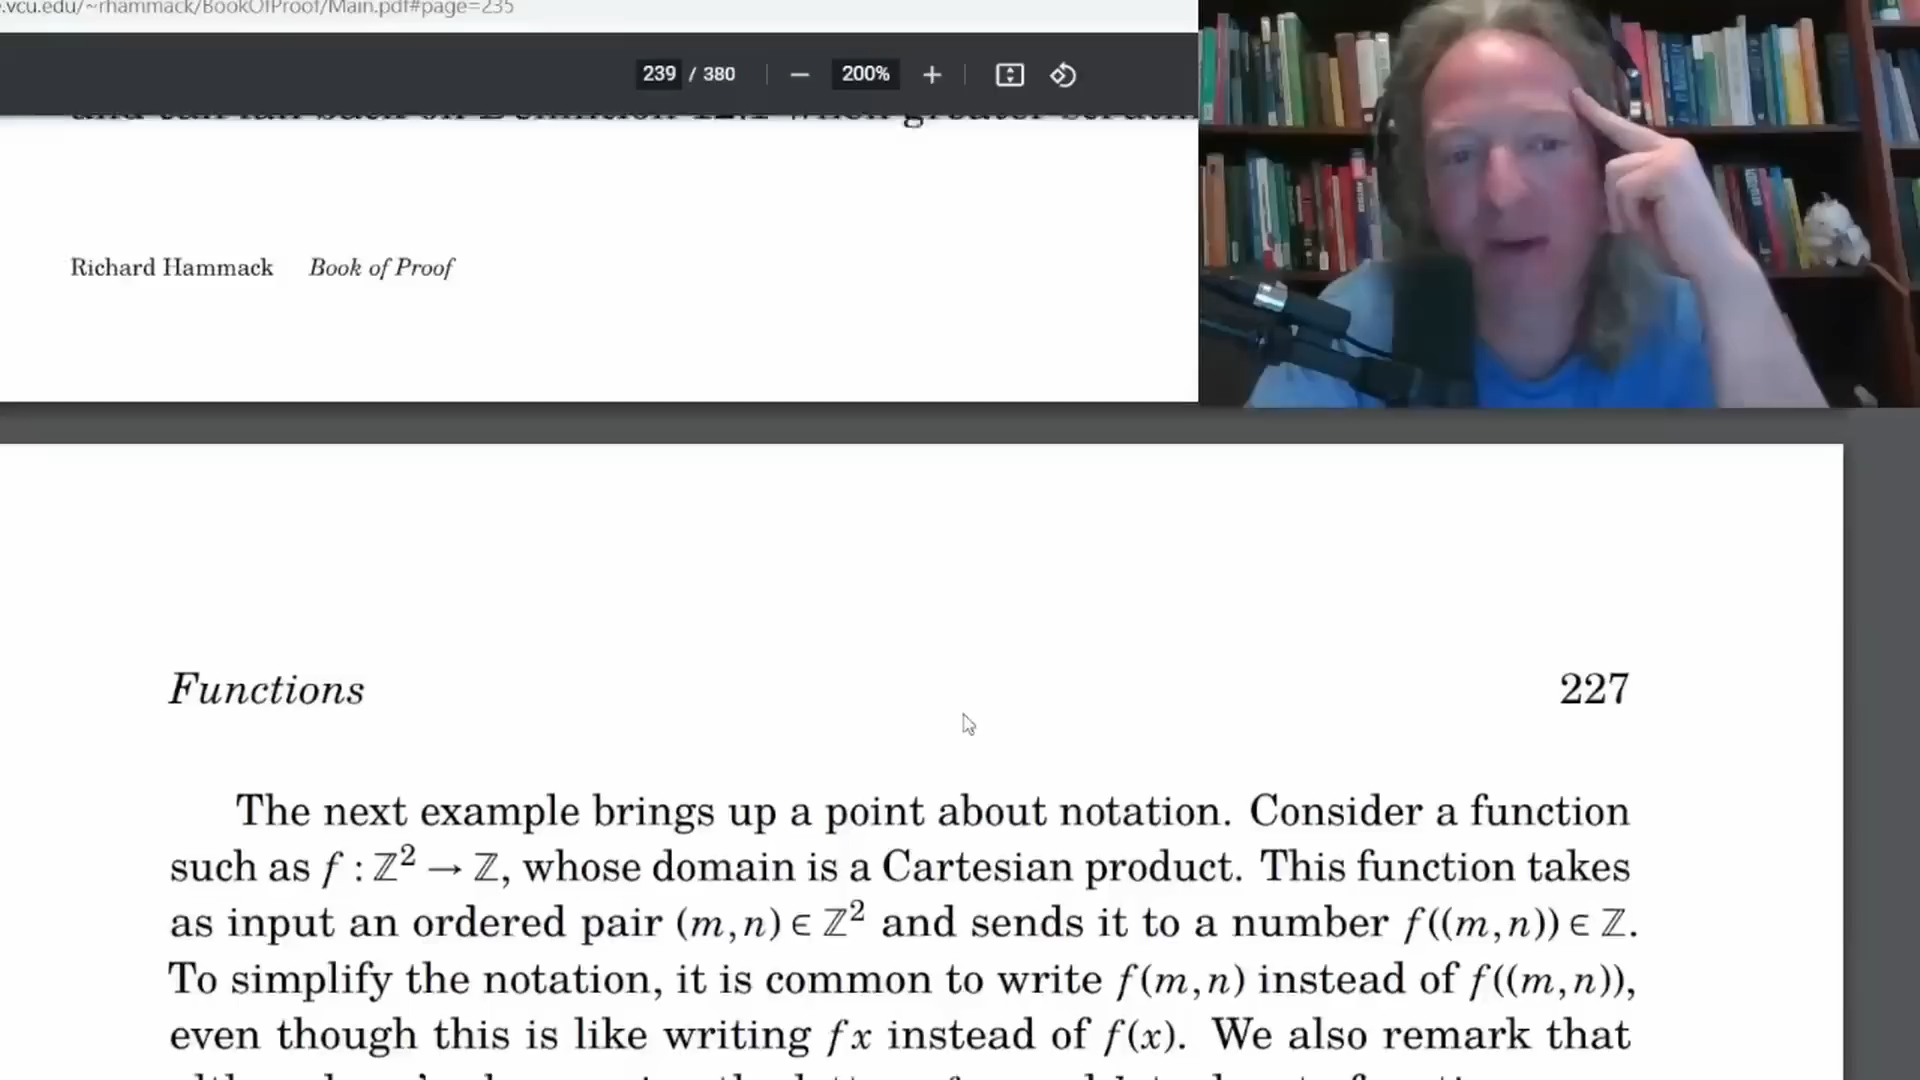 .vcu.edu/~rhammack/BookOfProof/Main.pdf#page=235
239 / 380 200%
Richard Hammack Book of Proof
Functions 227
The next example brings up a point about notation. Consider a function
such as f : ℤ² → ℤ, whose domain is a Cartesian product. This function takes
as input an ordered pair (m,n) ∈ ℤ² and sends it to a number f((m,n)) ∈ ℤ.
To simplify the notation, it is common to write f(m,n) instead of f((m,n)),
even though this is like writing fx instead of f(x). We also remark that